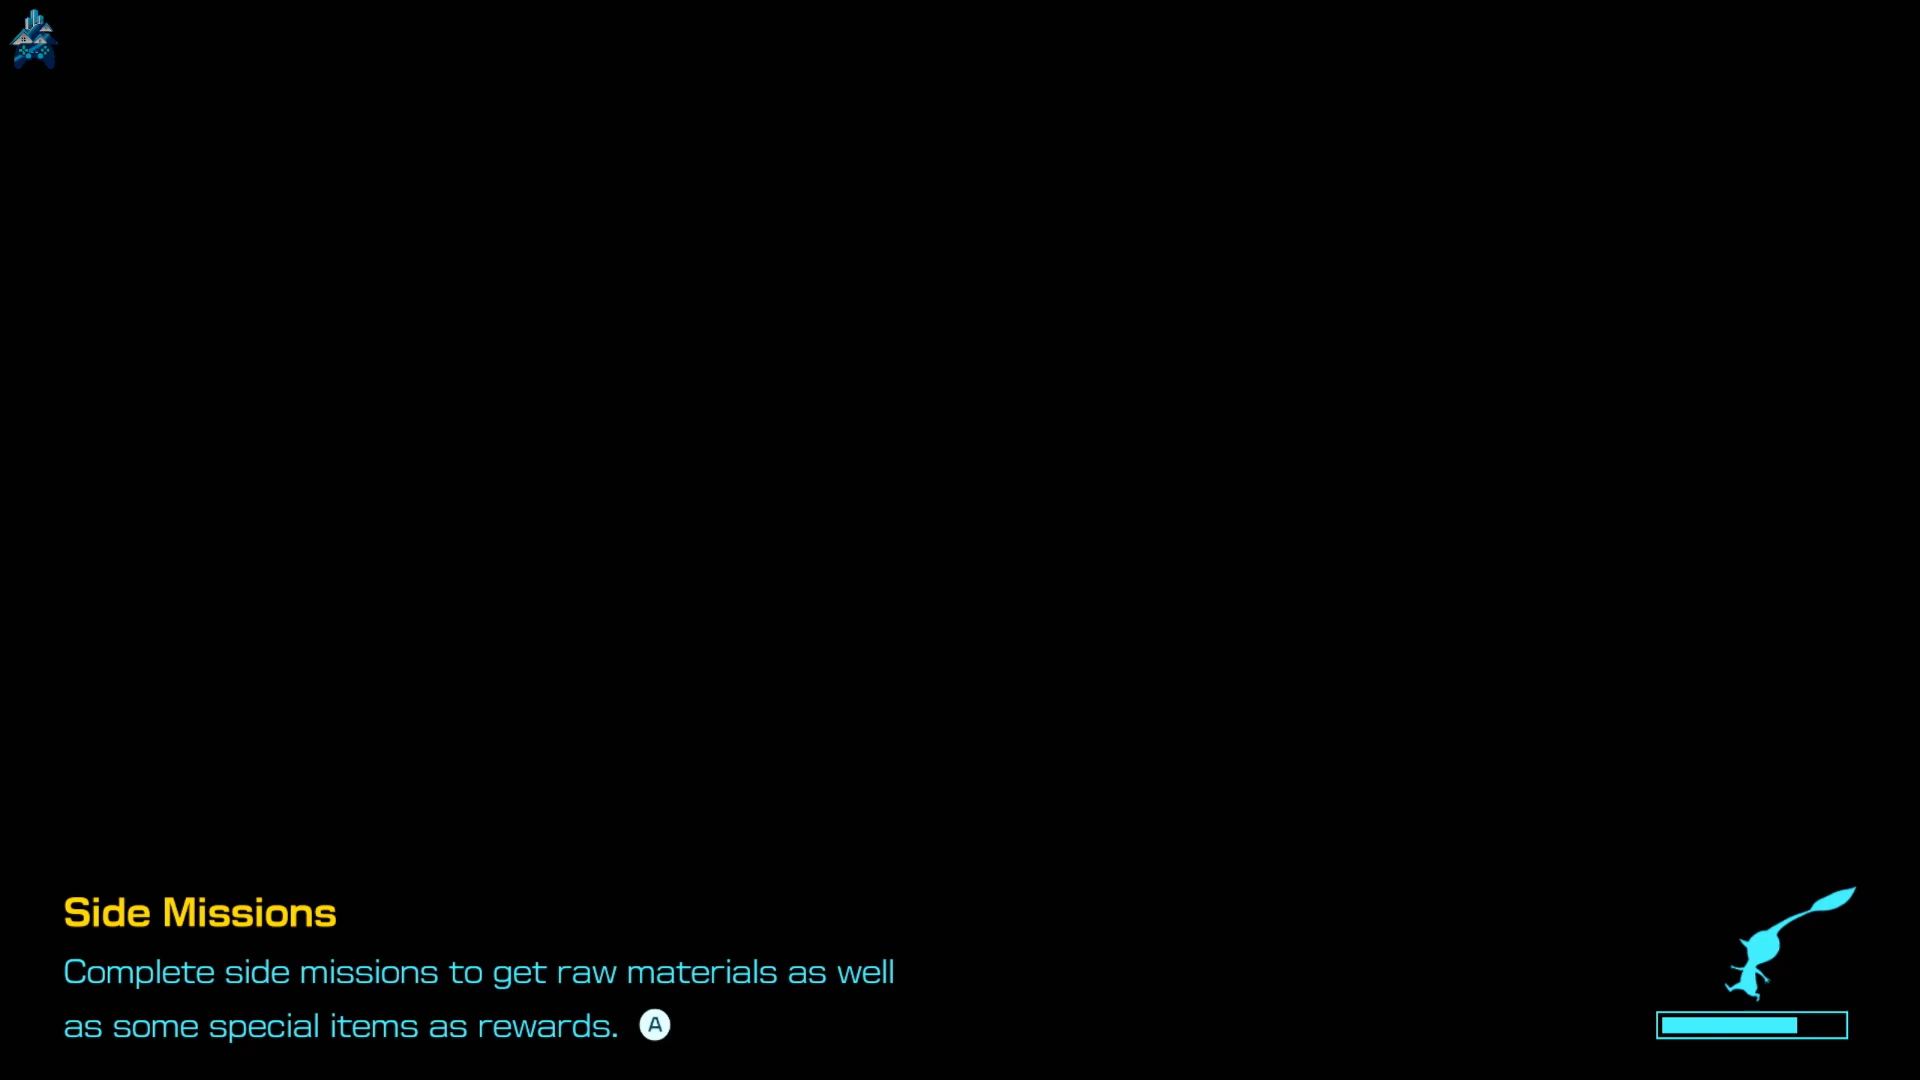 Side Missions
Complete side missions to get raw materials as well
as some special items as rewards. A